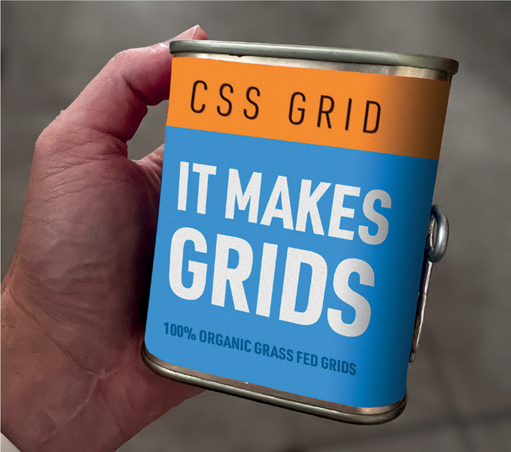 CSS GRID
IT MAKES
GRIDS
100% ORGANIC GRASS FED GRIDS